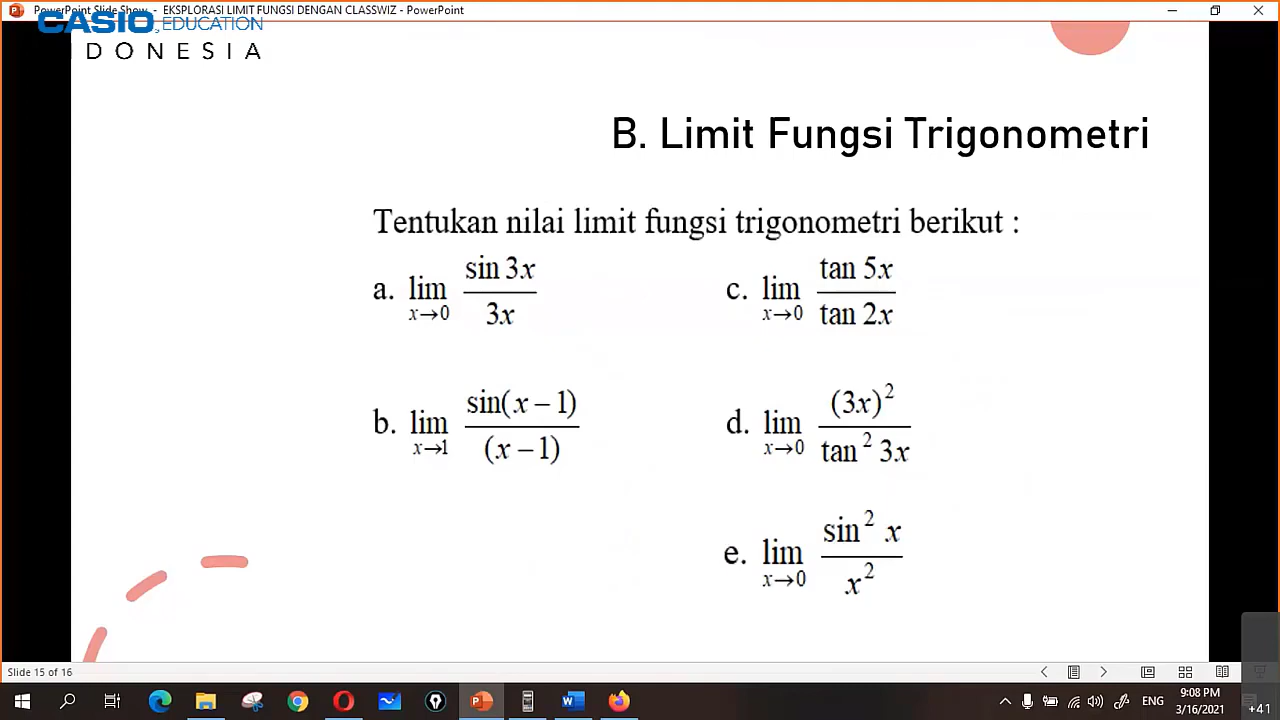 PowerPoint Slide Show - EKSPLORASI LIMIT FUNGSI DENGAN CLASSWIZ - PowerPoint
CASIO EDUCATION
DONESIA
B. Limit Fungsi Trigonometri
Tentukan nilai limit fungsi trigonometri berikut :
a. lim x→0 sin 3x / 3x
c. lim x→0 tan 5x / tan 2x
b. lim x→1 sin(x – 1) / (x – 1)
d. lim x→0 (3x)² / tan² 3x
e. lim x→0 sin² x / x²
Slide 15 of 16
ENG
9:08 PM
3/16/2021
+41